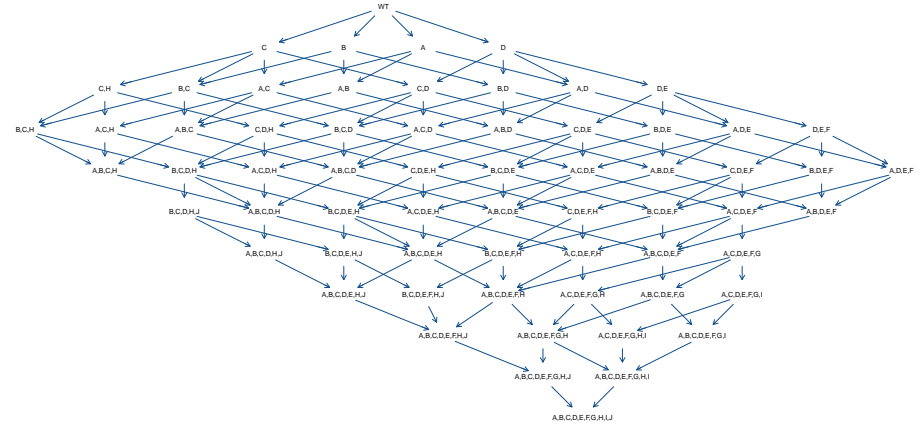 WT
C B A D
C,H B,C A,C A,B C,D B,D A,D D,E
B,C,H A,C,H A,B,C C,D,H B,C,D A,C,D A,B,D C,D,E B,D,E A,D,E D,E,F
A,B,C,H B,C,D,H A,C,D,H A,B,C,D C,D,E,H B,C,D,E A,C,D,E A,B,D,E C,D,E,F B,D,E,F A,D,E,F
B,C,D,H,J A,B,C,D,H B,C,D,E,H A,C,D,E,H A,B,C,D,E C,D,E,F,H B,C,D,E,F A,C,D,E,F A,B,D,E,F
A,B,C,D,H,J B,C,D,E,H,J A,B,C,D,E,H B,C,D,E,F,H A,C,D,E,F,H A,B,C,D,E,F A,C,D,E,F,G
A,B,C,D,E,H,J B,C,D,E,F,H,J A,B,C,D,E,F,H A,C,D,E,F,G,H A,B,C,D,E,F,G A,C,D,E,F,G,I
A,B,C,D,E,F,H,J A,B,C,D,E,F,G,H A,C,D,E,F,G,H,I A,B,C,D,E,F,G,I
A,B,C,D,E,F,G,H,J A,B,C,D,E,F,G,H,I
A,B,C,D,E,F,G,H,I,J